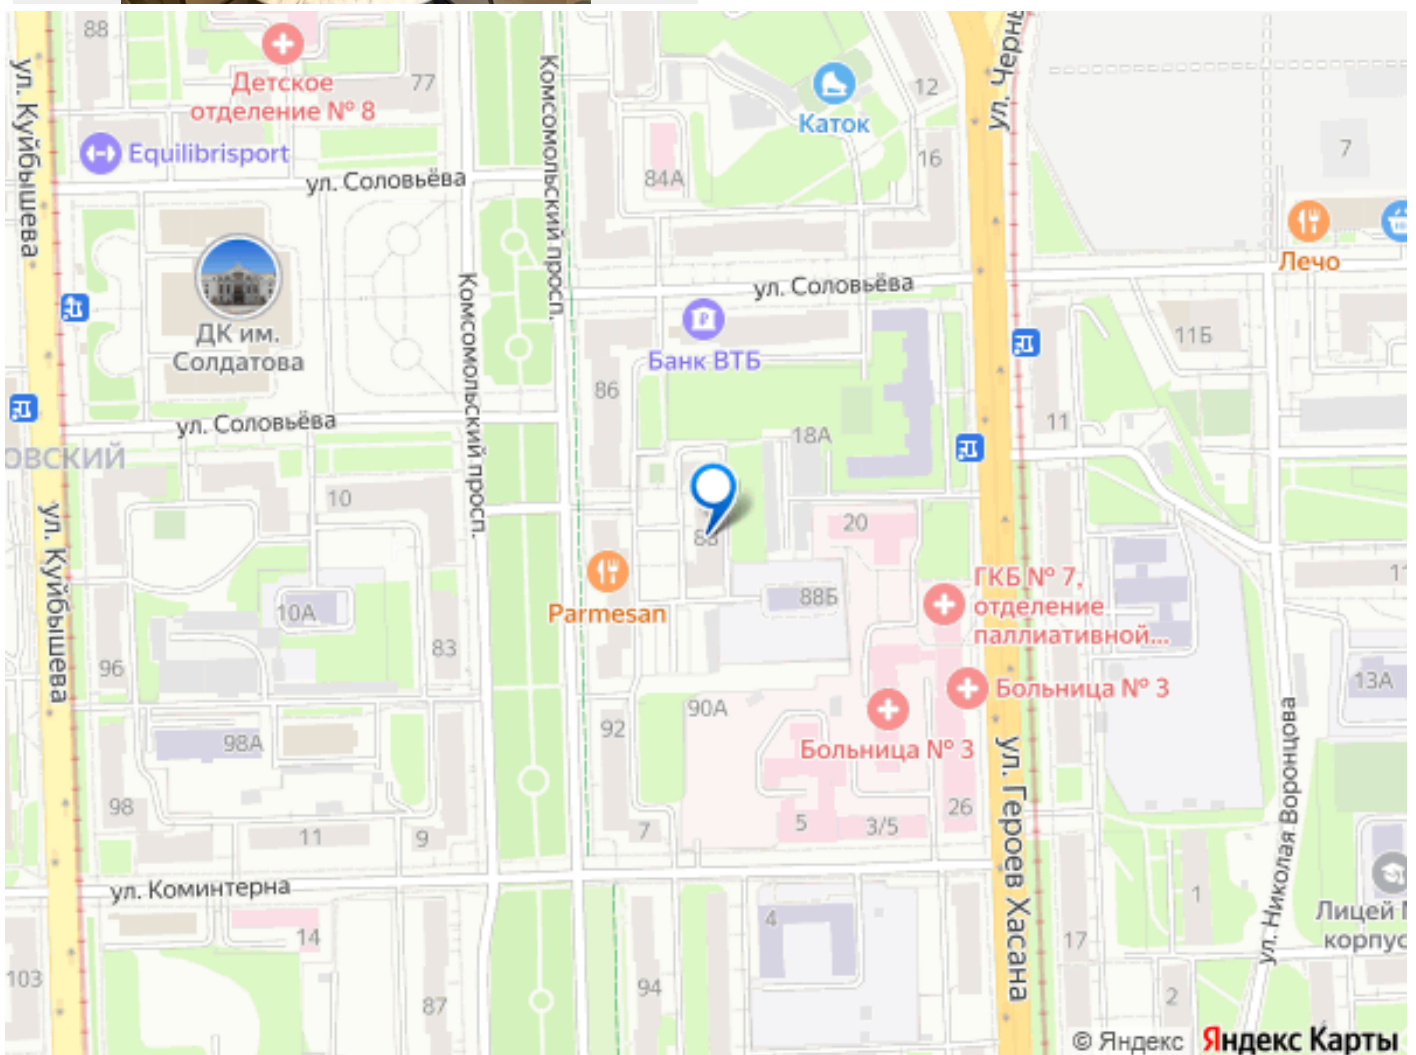 88
Детское
отделение № 8
77
Equilibrisport
ул. Соловьёва
ул. Куйбышева
Комсомольский просп.
12
Каток
16
84А
7
Лечо
ул. Соловьёва
ДК им.
Солдатова
Комсомольский просп.
Банк ВТБ
11Б
86
11
ул. Соловьёва
18А
ОВСКИЙ
10
ул. Куйбышева
20
Parmesan
10А
88Б
ГКБ № 7,
отделение
паллиативной...
83
96
Больница № 3
13А
90А
92
98А
Больница № 3
ул. Героев Хасана
ул. Николая Воронцова
98
11
9
7
5
3/5
26
ул. Коминтерна
1
14
4
17
Лицей
корпус
103
87
94
2
© Яндекс
Яндекс Карты